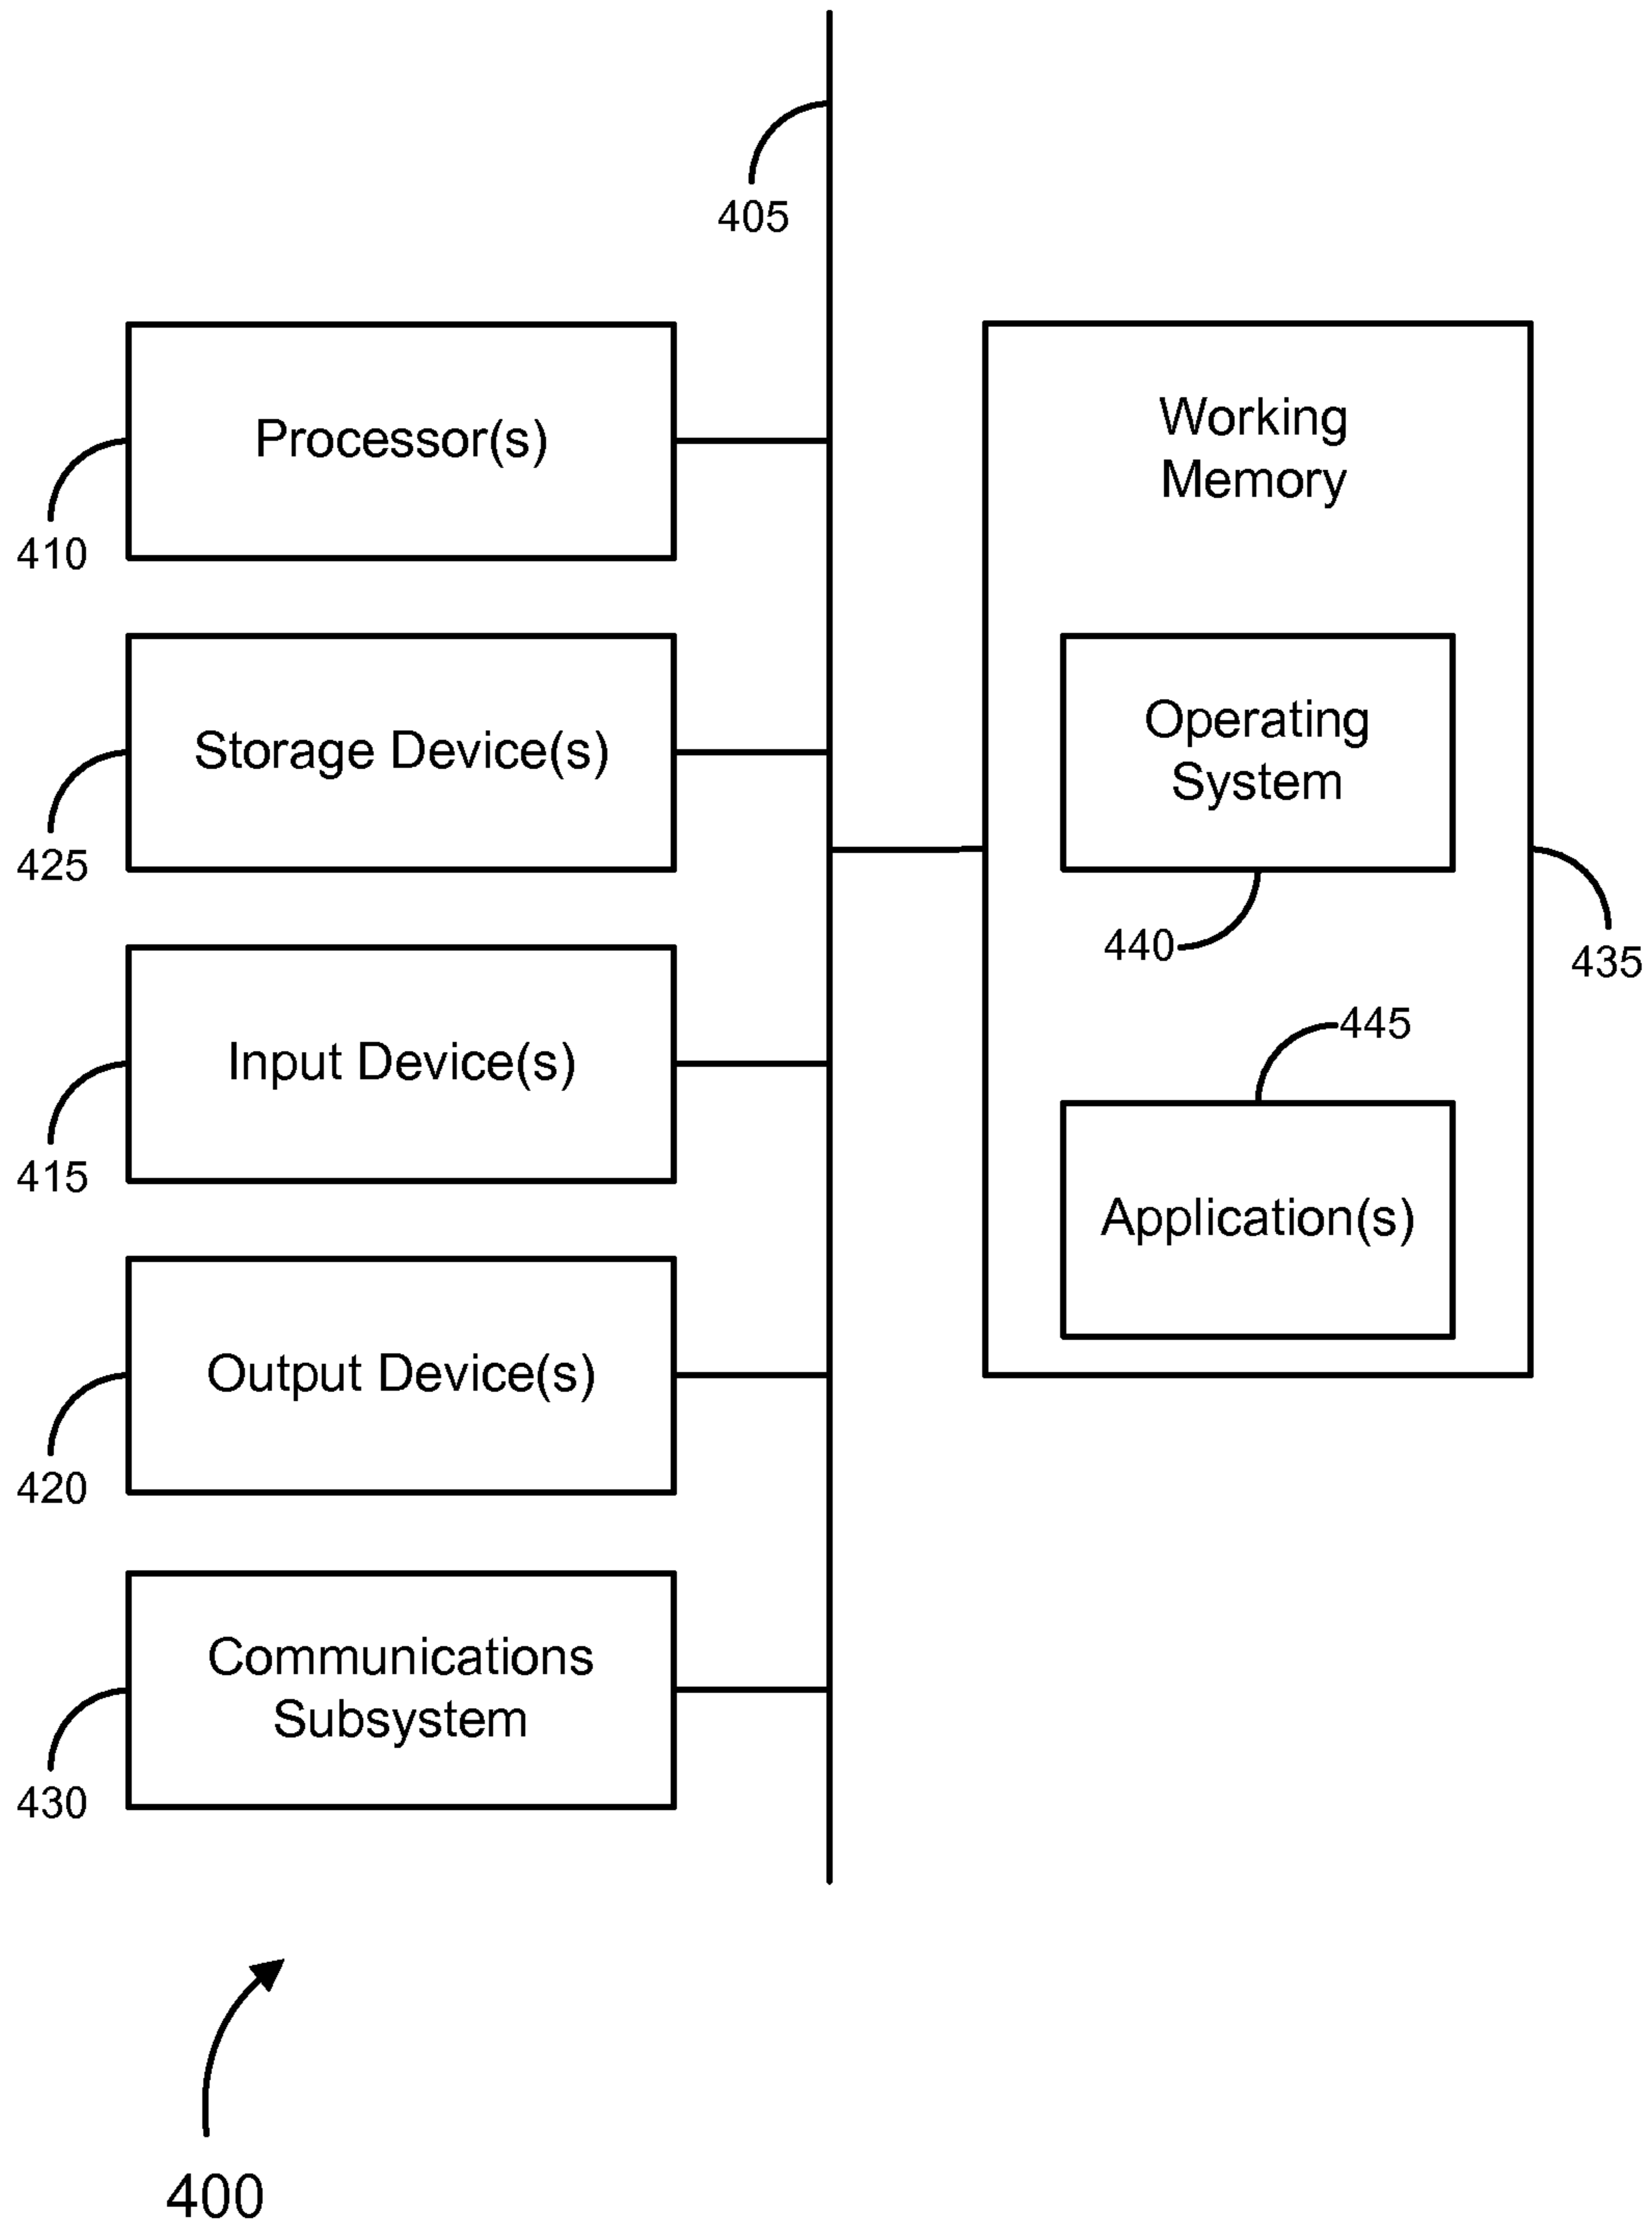 405
Processor(s)
410
Storage Device(s)
425
Input Device(s)
415
Output Device(s)
420
Communications
Subsystem
430
Working
Memory
Operating
System
440
435
445
Application(s)
400